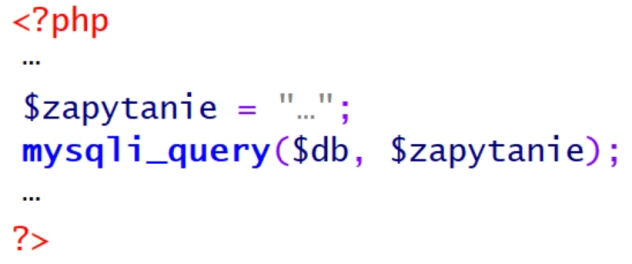 <?php
…
$zapytanie = "…";
mysqli_query($db, $zapytanie);
…
?>